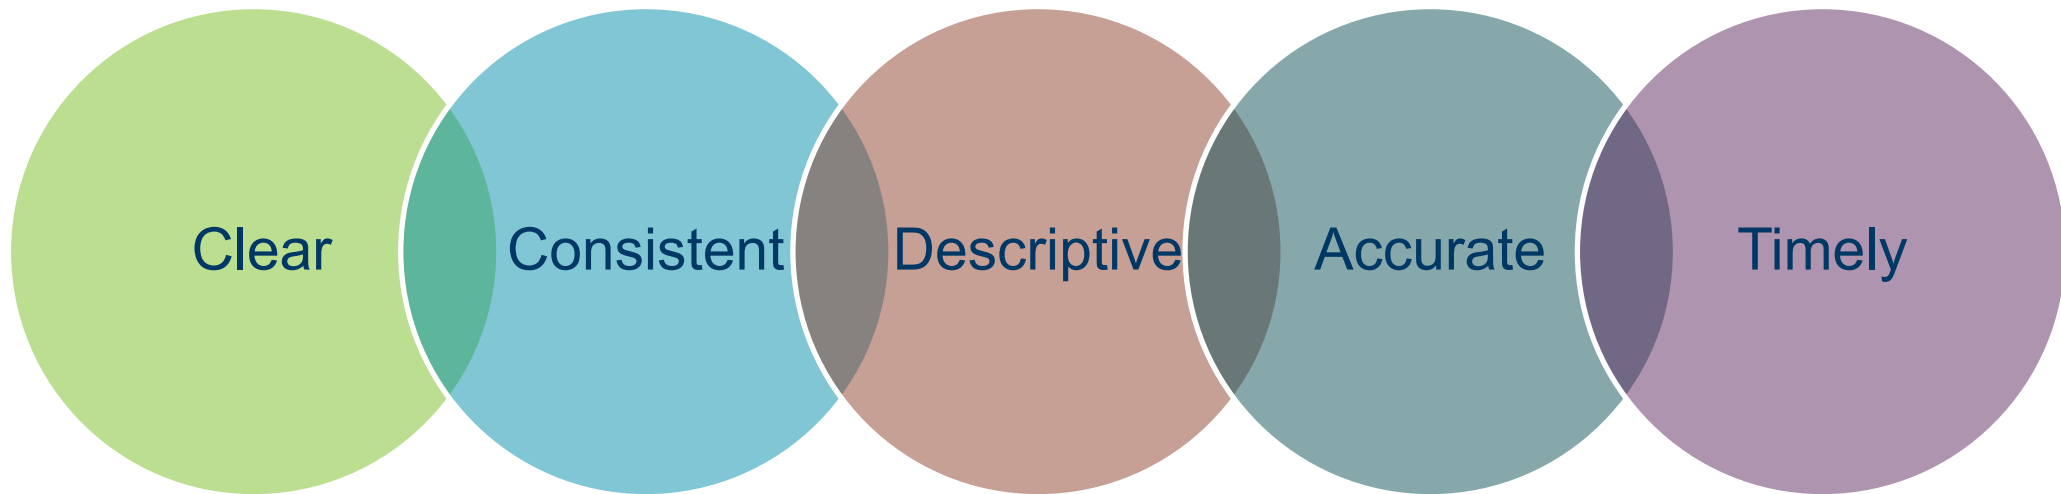 Clear
Consistent
Descriptive
Accurate
Timely